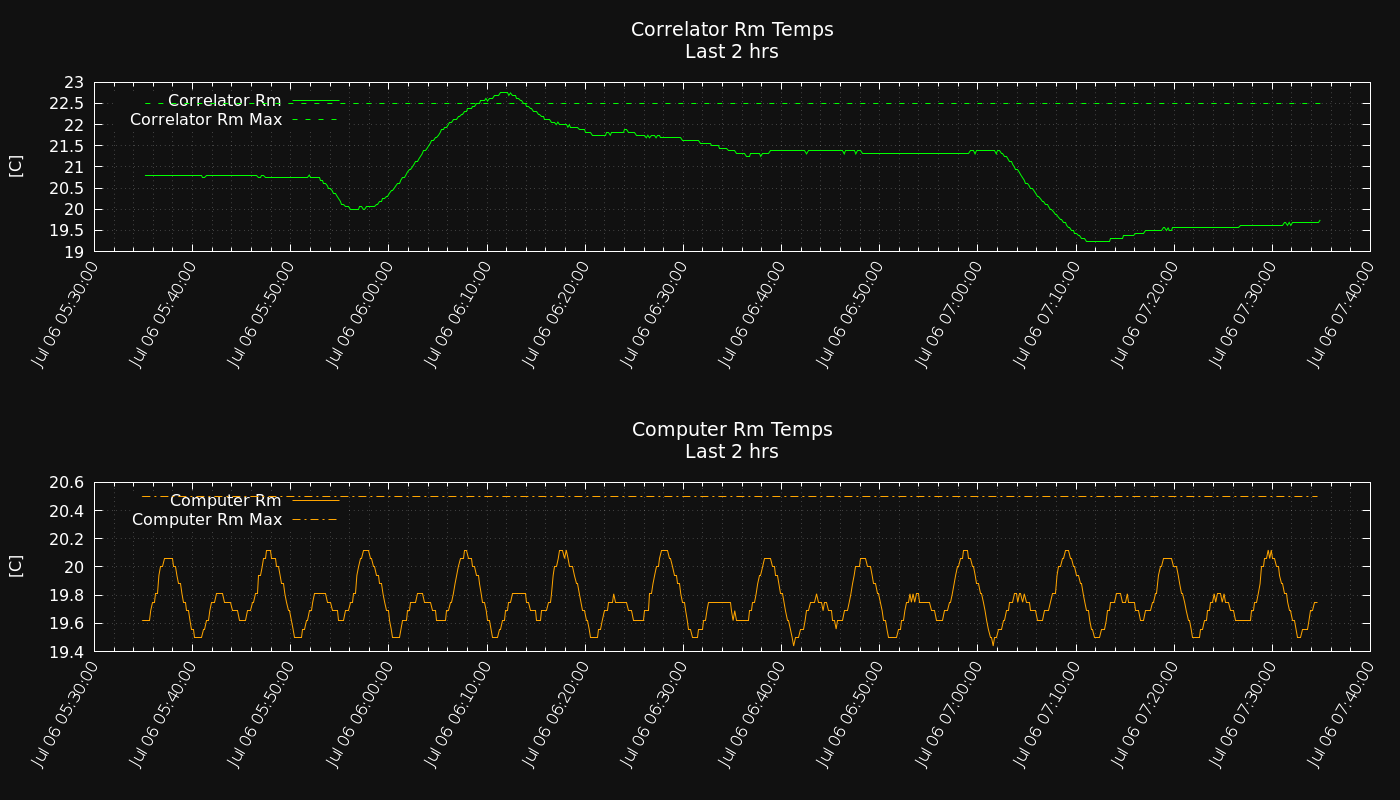 Correlator Rm Temps
Last 2 hrs
23
22.5
22
21.5
21
20.5
20
19.5
19
[C]
Correlator Rm
Correlator Rm Max
Jul 06 05:30:00
Jul 06 05:40:00
Jul 06 05:50:00
Jul 06 06:00:00
Jul 06 06:10:00
Jul 06 06:20:00
Jul 06 06:30:00
Jul 06 06:40:00
Jul 06 06:50:00
Jul 06 07:00:00
Jul 06 07:10:00
Jul 06 07:20:00
Jul 06 07:30:00
Jul 06 07:40:00
Computer Rm Temps
Last 2 hrs
20.6
20.4
20.2
20
19.8
19.6
19.4
[C]
Computer Rm
Computer Rm Max
Jul 06 05:30:00
Jul 06 05:40:00
Jul 06 05:50:00
Jul 06 06:00:00
Jul 06 06:10:00
Jul 06 06:20:00
Jul 06 06:30:00
Jul 06 06:40:00
Jul 06 06:50:00
Jul 06 07:00:00
Jul 06 07:10:00
Jul 06 07:20:00
Jul 06 07:30:00
Jul 06 07:40:00